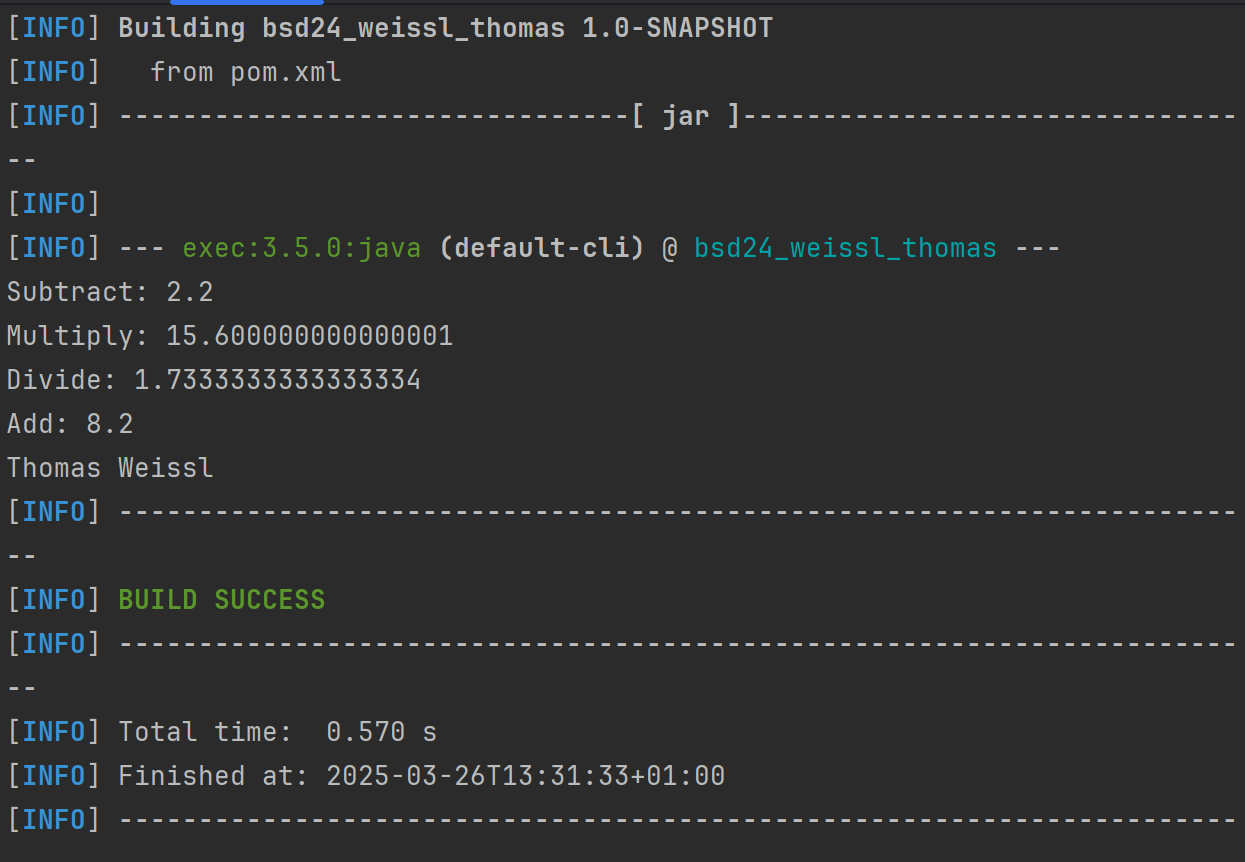 [INFO] Building bsd24_weissl_thomas 1.0-SNAPSHOT
[INFO]   from pom.xml
[INFO] --------------------------------[ jar ]-------------------------------
--
[INFO]
[INFO] --- exec:3.5.0:java (default-cli) @ bsd24_weissl_thomas ---
Subtract: 2.2
Multiply: 15.600000000000001
Divide: 1.7333333333333334
Add: 8.2
Thomas Weissl
[INFO] ----------------------------------------------------------------------
--
[INFO] BUILD SUCCESS
[INFO] ----------------------------------------------------------------------
--
[INFO] Total time:  0.570 s
[INFO] Finished at: 2025-03-26T13:31:33+01:00
[INFO] ----------------------------------------------------------------------